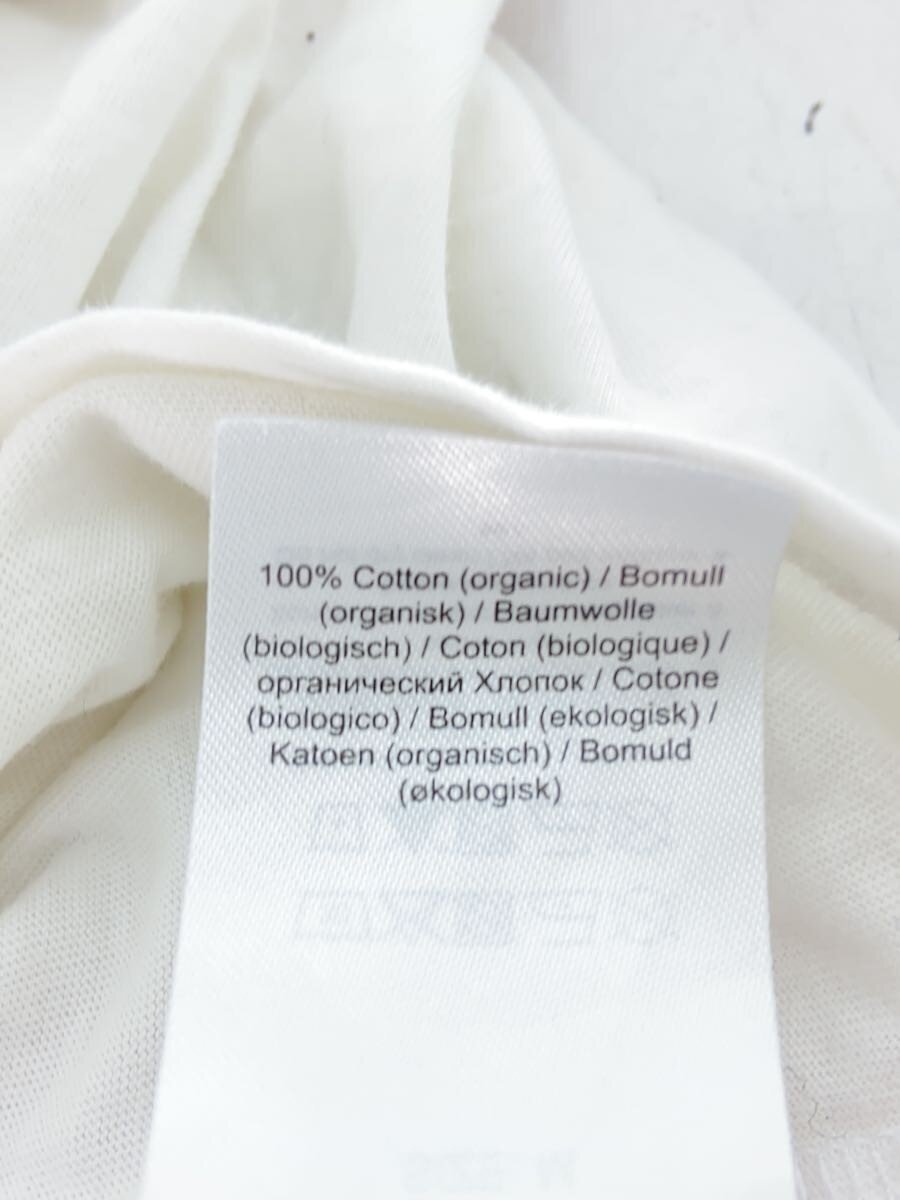 100% Cotton (organic) / Bomull
(organisk) / Baumwolle
(biologisch) / Coton (biologique) /
органический Хлопок / Cotone
(biologico) / Bomull (ekologisk) /
Katoen (organisch) / Bomuld
(økologisk)